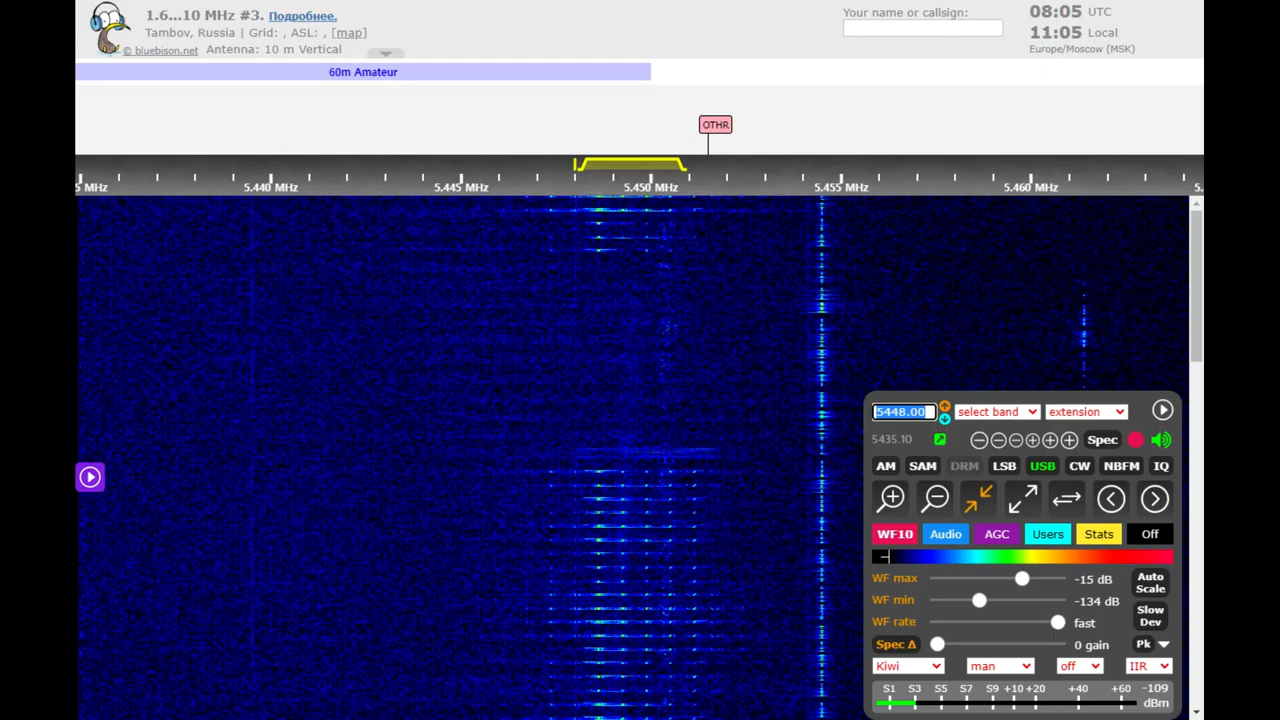 1.6...10 MHz #3. Подробнее.
Tambov, Russia | Grid: , ASL: , [map]
© bluebison.net Antenna: 10 m Vertical
Your name or callsign:
08:05 UTC
11:05 Local
Europe/Moscow (MSK)
60m Amateur
OTHR
5 MHz 5.440 MHz 5.445 MHz 5.450 MHz 5.455 MHz 5.460 MHz 5.
5448.00 select band extension
5435.10 Spec
AM SAM DRM LSB USB CW NBFM IQ
WF10 Audio AGC Users Stats Off
WF max -15 dB Auto Scale
WF min -134 dB
WF rate fast Slow Dev
Spec Δ 0 gain Pk
Kiwi man off IIR
S1 S3 S5 S7 S9 +10 +20 +40 +60 -109
dBm